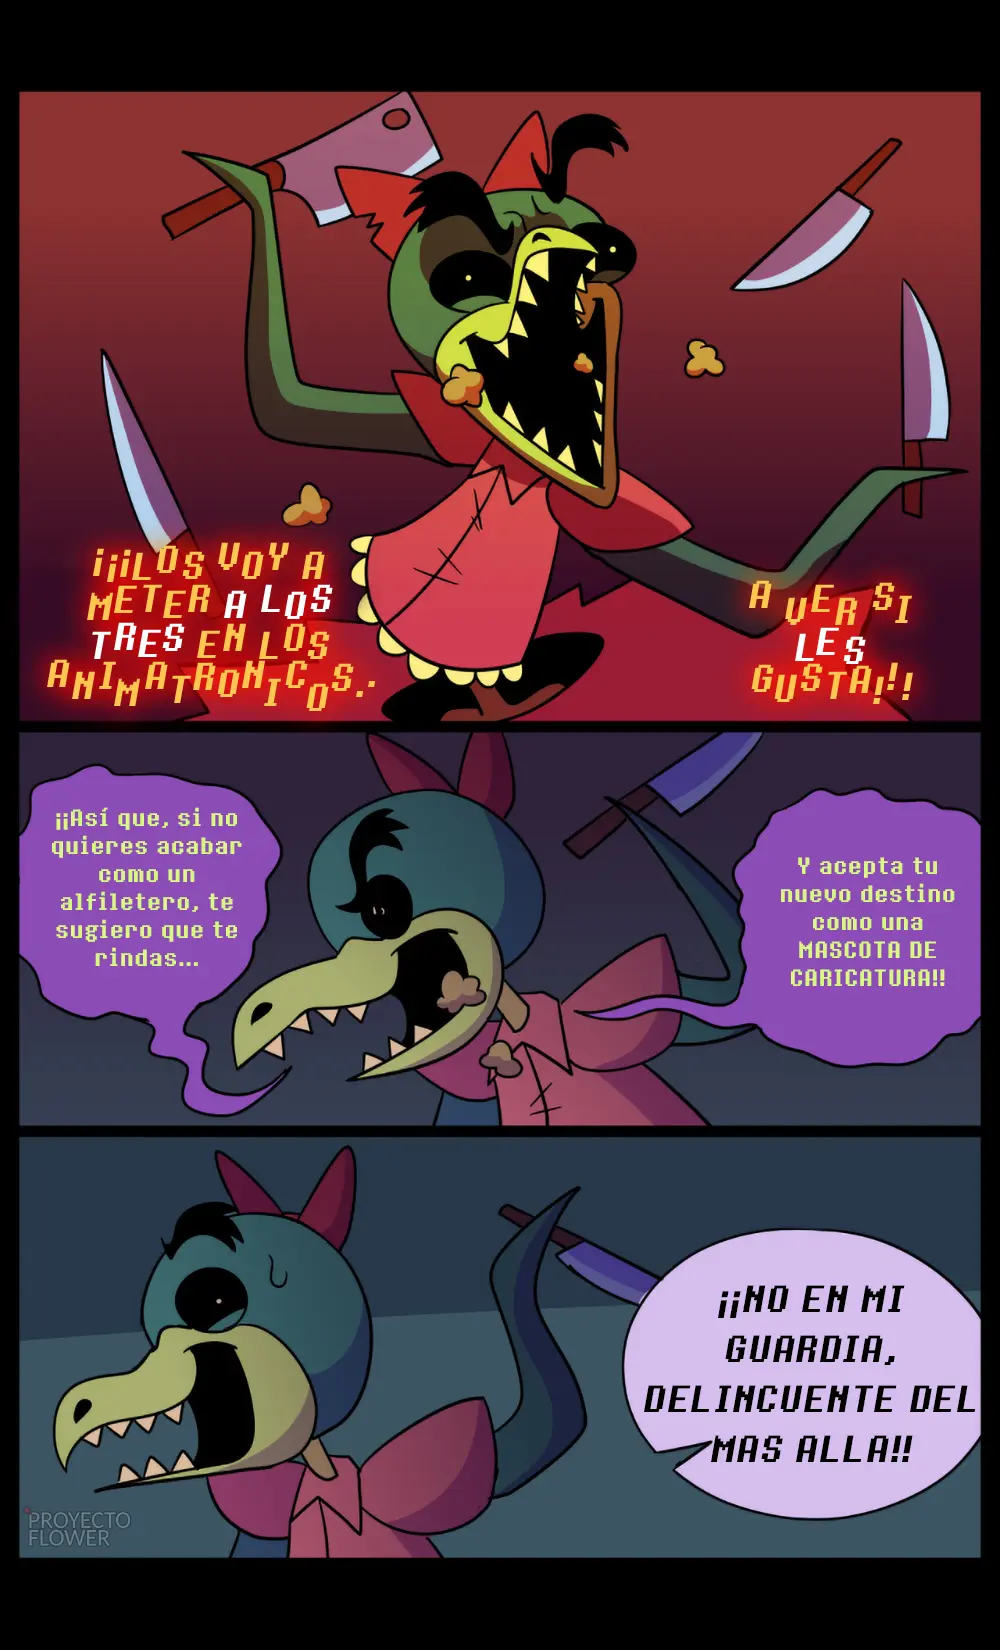 ¡¡¡LOS VOY A
METER A LOS
TRES EN LOS
ANIMATRONICOS..
A VER SI
LES
GUSTA!!!
¡¡Así que, si no
quieres acabar
como un
alfiletero, te
sugiero que te
rindas...
Y acepta tu
nuevo destino
como una
MASCOTA DE
CARICATURA!!
¡¡NO EN MI
GUARDIA,
DELINCUENTE DEL
MAS ALLA!!
PROYECTO
FLOWER